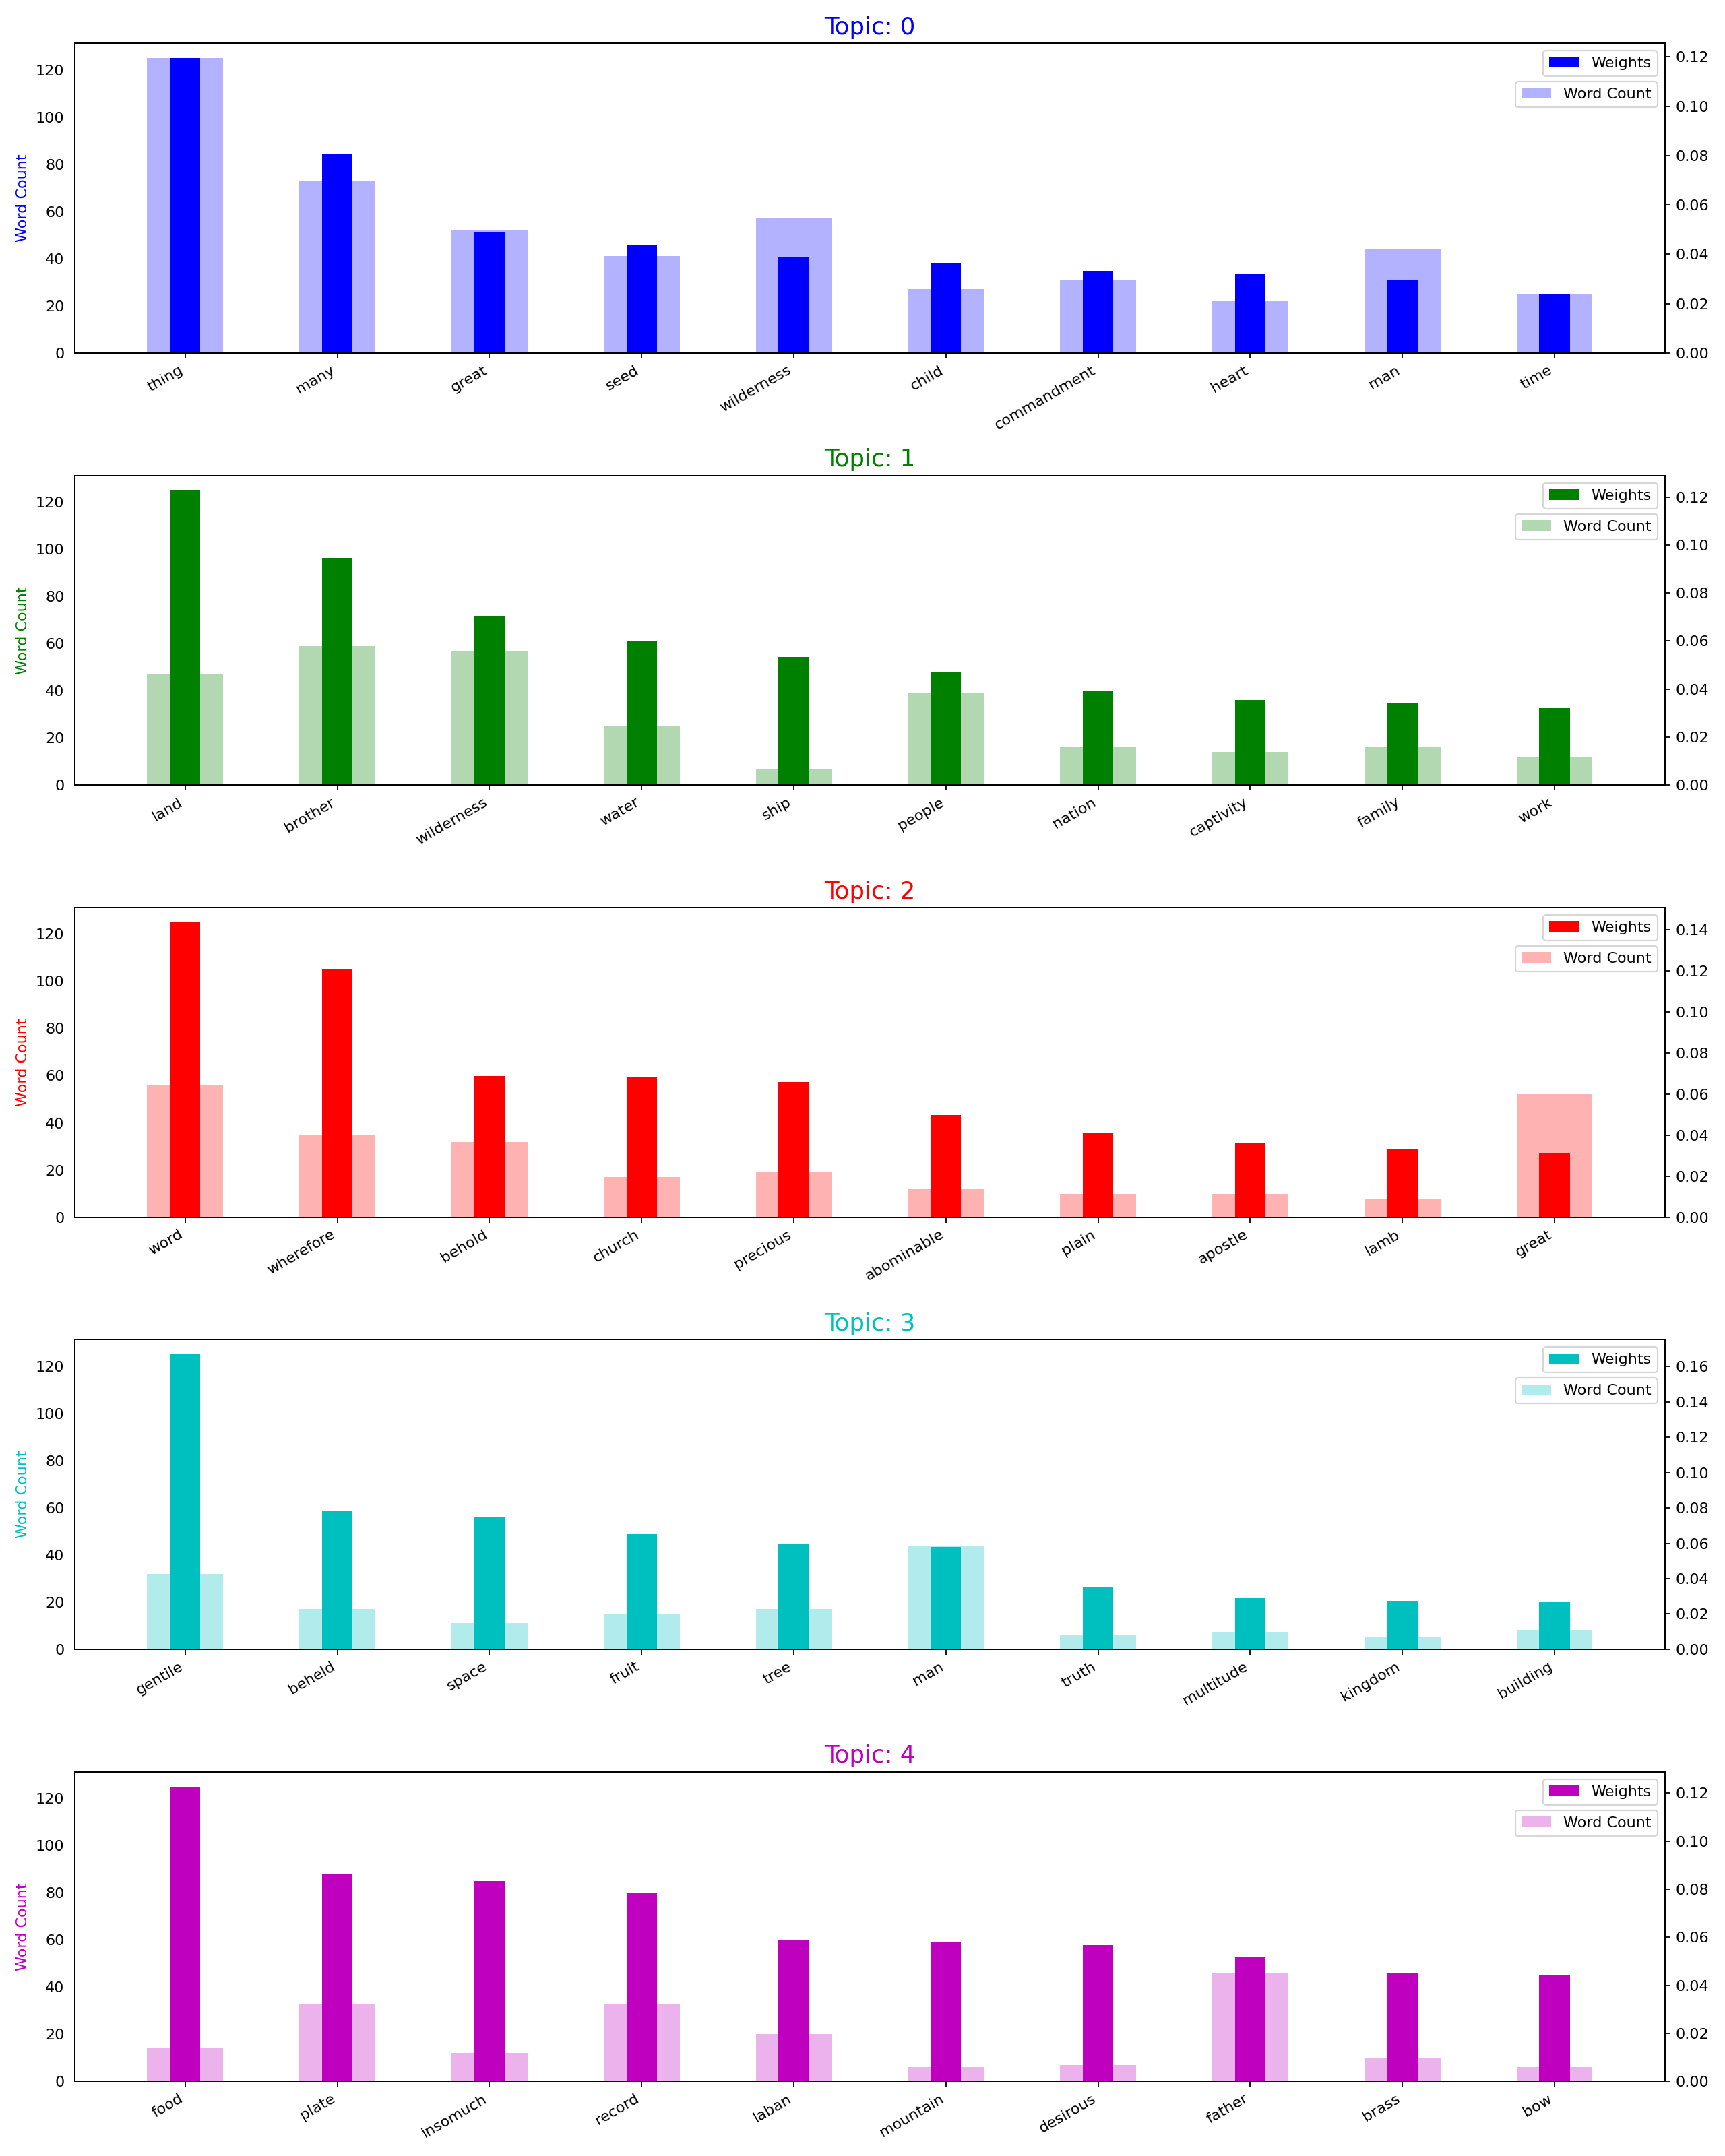 Topic: 0
Word Count
120
100
80
60
40
20
0
0.12
0.10
0.08
0.06
0.04
0.02
0.00
Weights
Word Count
thing many great seed wilderness child commandment heart man time
Topic: 1
Word Count
120
100
80
60
40
20
0
0.12
0.10
0.08
0.06
0.04
0.02
0.00
Weights
Word Count
land brother wilderness water ship people nation captivity family work
Topic: 2
Word Count
120
100
80
60
40
20
0
0.14
0.12
0.10
0.08
0.06
0.04
0.02
0.00
Weights
Word Count
word wherefore behold church precious abominable plain apostle lamb great
Topic: 3
Word Count
120
100
80
60
40
20
0
0.16
0.14
0.12
0.10
0.08
0.06
0.04
0.02
0.00
Weights
Word Count
gentile beheld space fruit tree man truth multitude kingdom building
Topic: 4
Word Count
120
100
80
60
40
20
0
0.12
0.10
0.08
0.06
0.04
0.02
0.00
Weights
Word Count
food plate insomuch record laban mountain desirous father brass bow